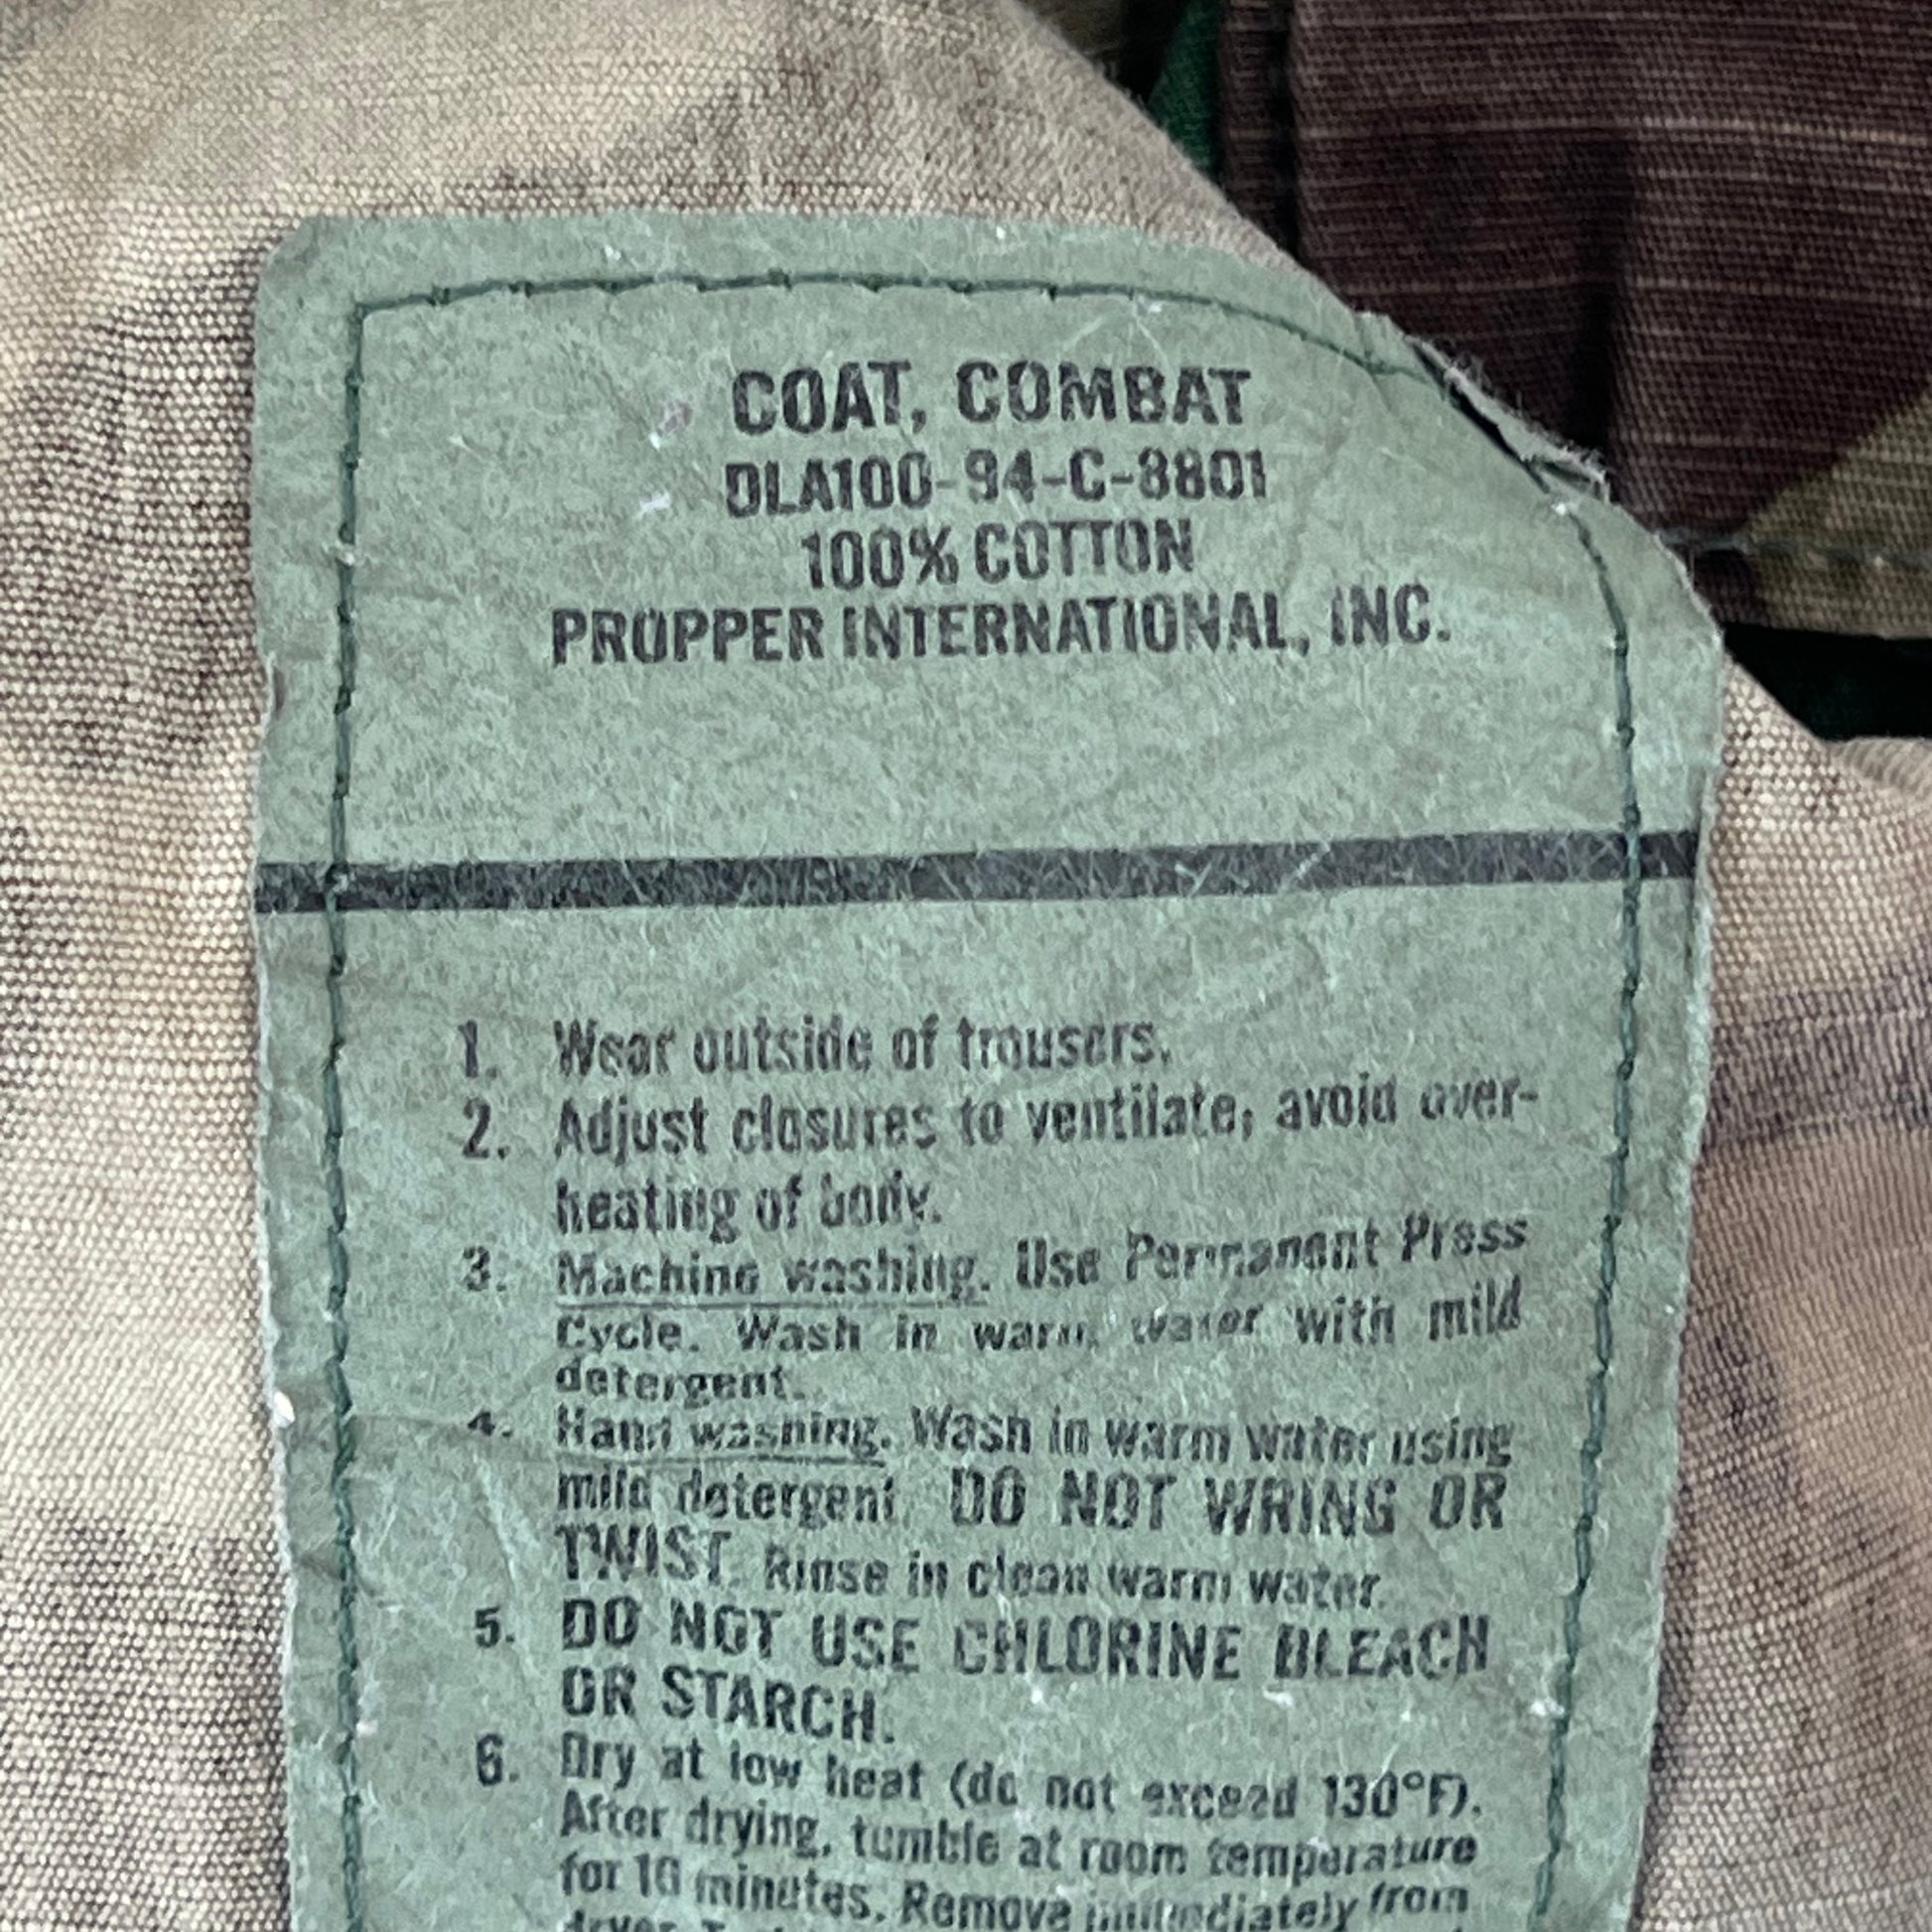 COAT, COMBAT
DLA100-94-C-8801
100% COTTON
PROPPER INTERNATIONAL, INC.
1. Wear outside of trousers.
2. Adjust closures to ventilate, avoid over-
heating of body.
3. Machine washing. Use Permanent Press
Cycle. Wash in warm water with mild
detergent.
4. Hand washing. Wash in warm water using
mild detergent. DO NOT WRING OR
TWIST. Rinse in clean warm water.
5. DO NOT USE CHLORINE BLEACH
OR STARCH.
6. Dry at low heat (do not exceed 130°F).
After drying, tumble at room temperature
for 10 minutes. Remove immediately from